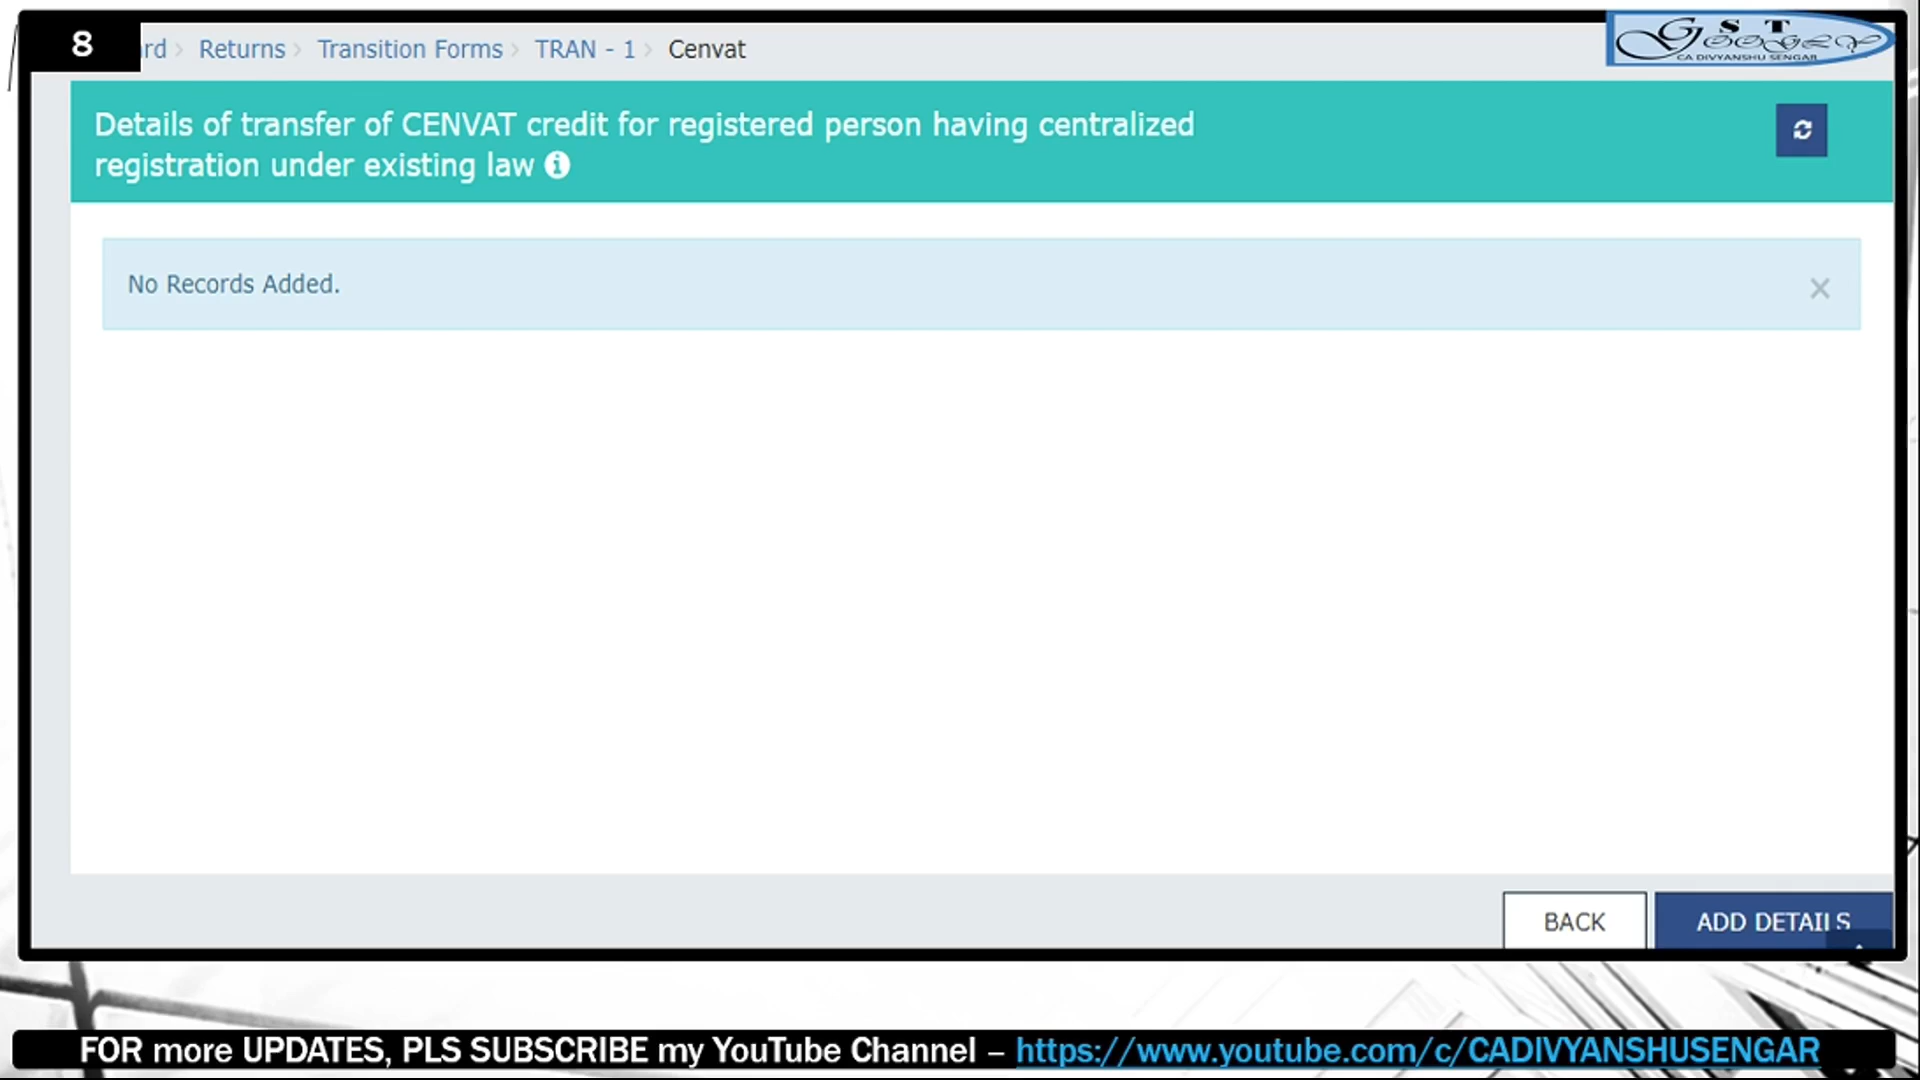 8
rd > Returns > Transition Forms > TRAN - 1 > Cenvat
G S T
GOOGLY
CA DIVYANSHU SENGAR
Details of transfer of CENVAT credit for registered person having centralized
registration under existing law
No Records Added.
×
BACK
ADD DETAILS
FOR more UPDATES, PLS SUBSCRIBE my YouTube Channel – https://www.youtube.com/c/CADIVYANSHUSENGAR